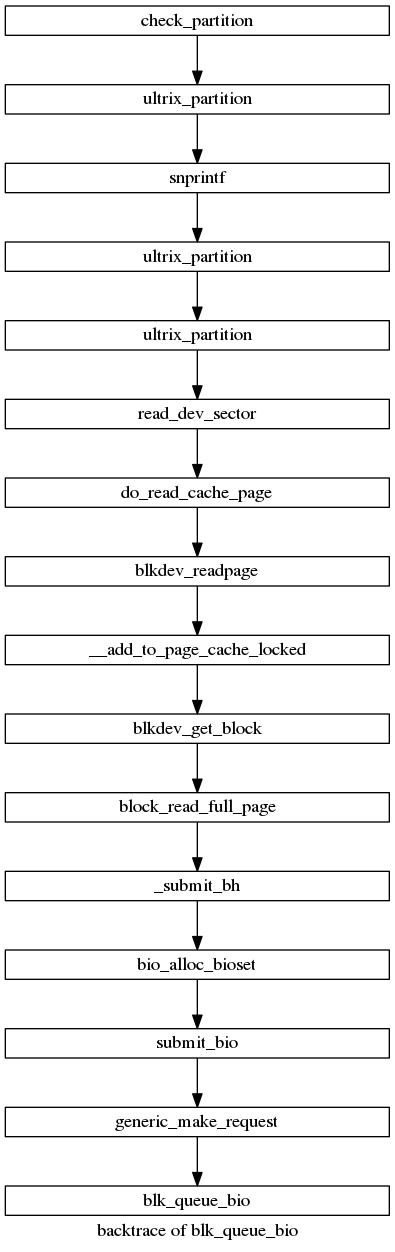 check_partition
ultrix_partition
snprintf
ultrix_partition
ultrix_partition
read_dev_sector
do_read_cache_page
blkdev_readpage
__add_to_page_cache_locked
blkdev_get_block
block_read_full_page
_submit_bh
bio_alloc_bioset
submit_bio
generic_make_request
blk_queue_bio
backtrace of blk_queue_bio